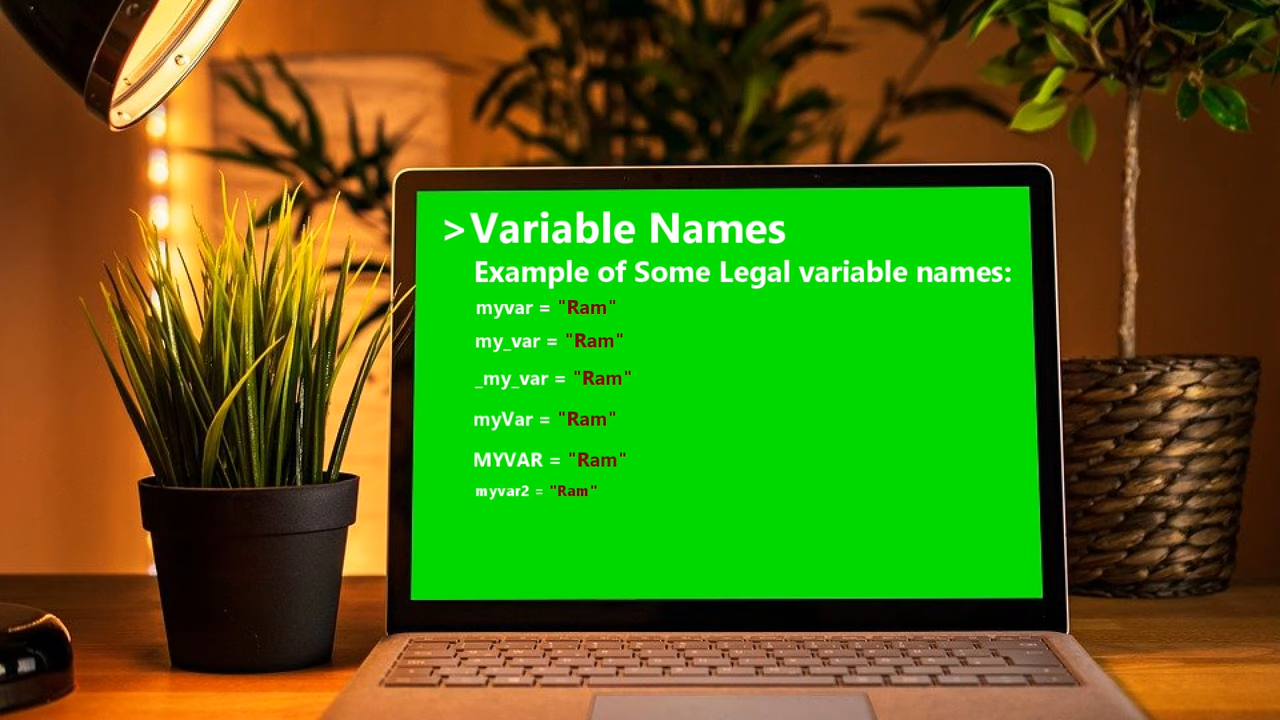 >Variable Names
Example of Some Legal variable names:
myvar = "Ram"
my_var = "Ram"
_my_var = "Ram"
myVar = "Ram"
MYVAR = "Ram"
myvar2 = "Ram"